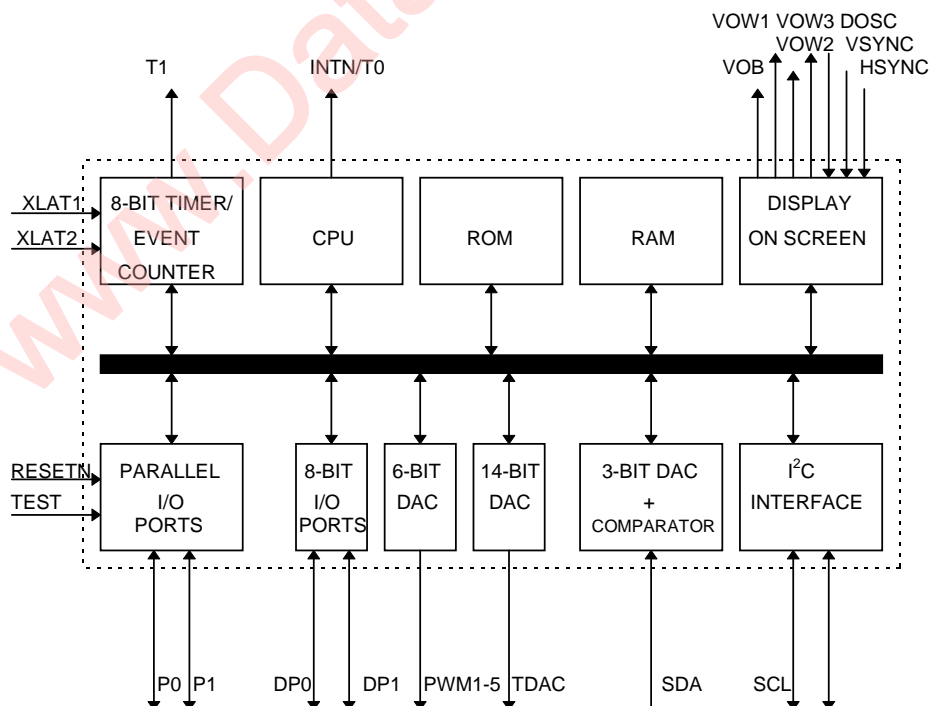 VOW1 VOW3 DOSC
VOW2 VSYNC
T1 INTN/T0 VOB HSYNC
XLAT1
XLAT2
8-BIT TIMER/
EVENT
COUNTER
CPU
ROM
RAM
DISPLAY
ON SCREEN
RESETN
TEST
PARALLEL
I/O
PORTS
8-BIT
I/O
PORTS
6-BIT
DAC
14-BIT
DAC
3-BIT DAC
+
COMPARATOR
I²C
INTERFACE
P0 P1 DP0 DP1 PWM1-5 TDAC SDA SCL
www.Data